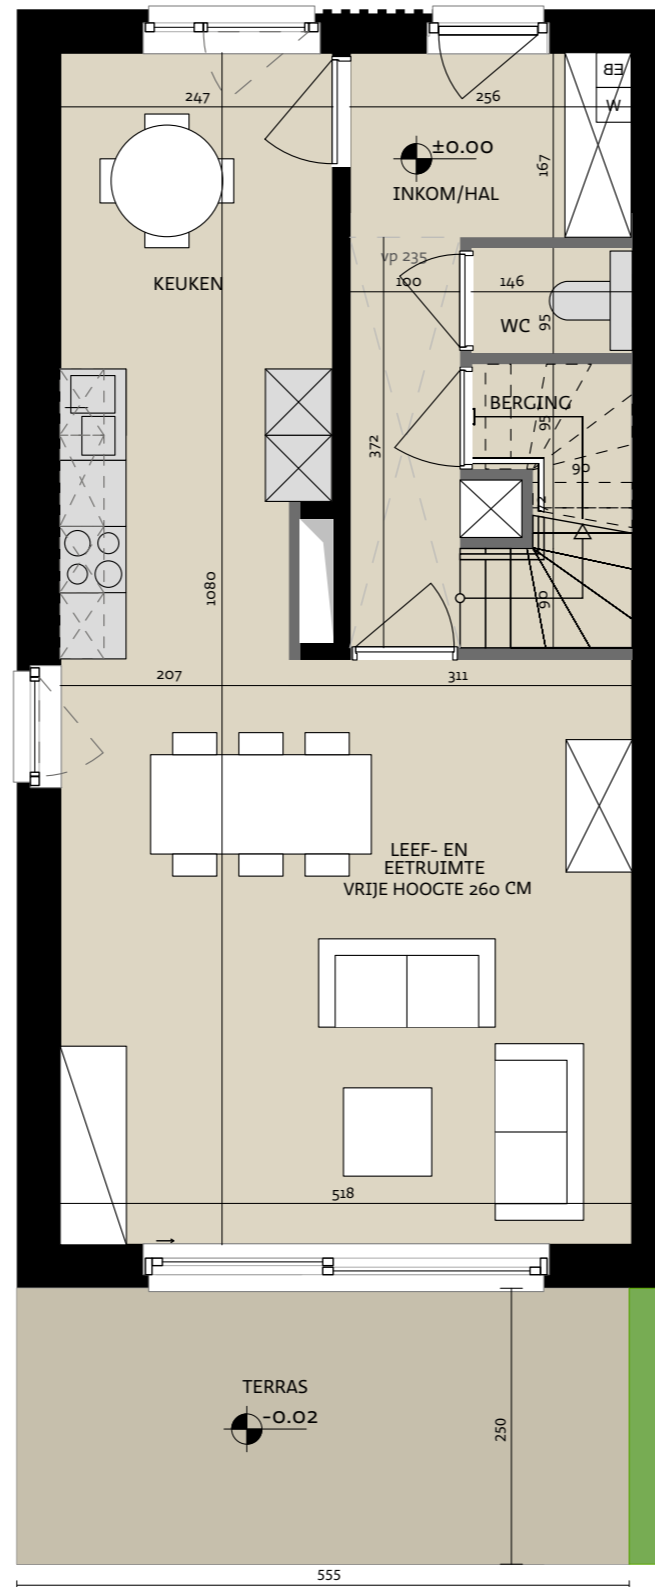 EB
M
247
256
±0.00
167
INKOM/HAL
vp 235
KEUKEN
100
146
WC
95
BERGING
95
372
90
72
1080
90
207
311
LEEF- EN
EETRUIMTE
VRIJE HOOGTE 260 CM
518
TERRAS
-0.02
250
555